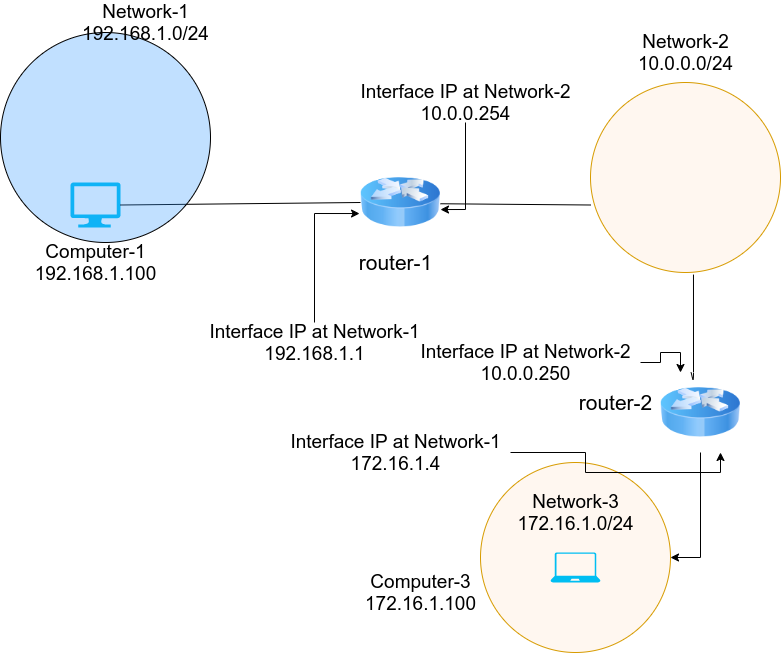 Network-1
192.168.1.0/24
Network-2
10.0.0.0/24
Interface IP at Network-2
10.0.0.254
Computer-1
192.168.1.100
router-1
Interface IP at Network-1
192.168.1.1
Interface IP at Network-2
10.0.0.250
router-2
Interface IP at Network-1
172.16.1.4
Network-3
172.16.1.0/24
Computer-3
172.16.1.100